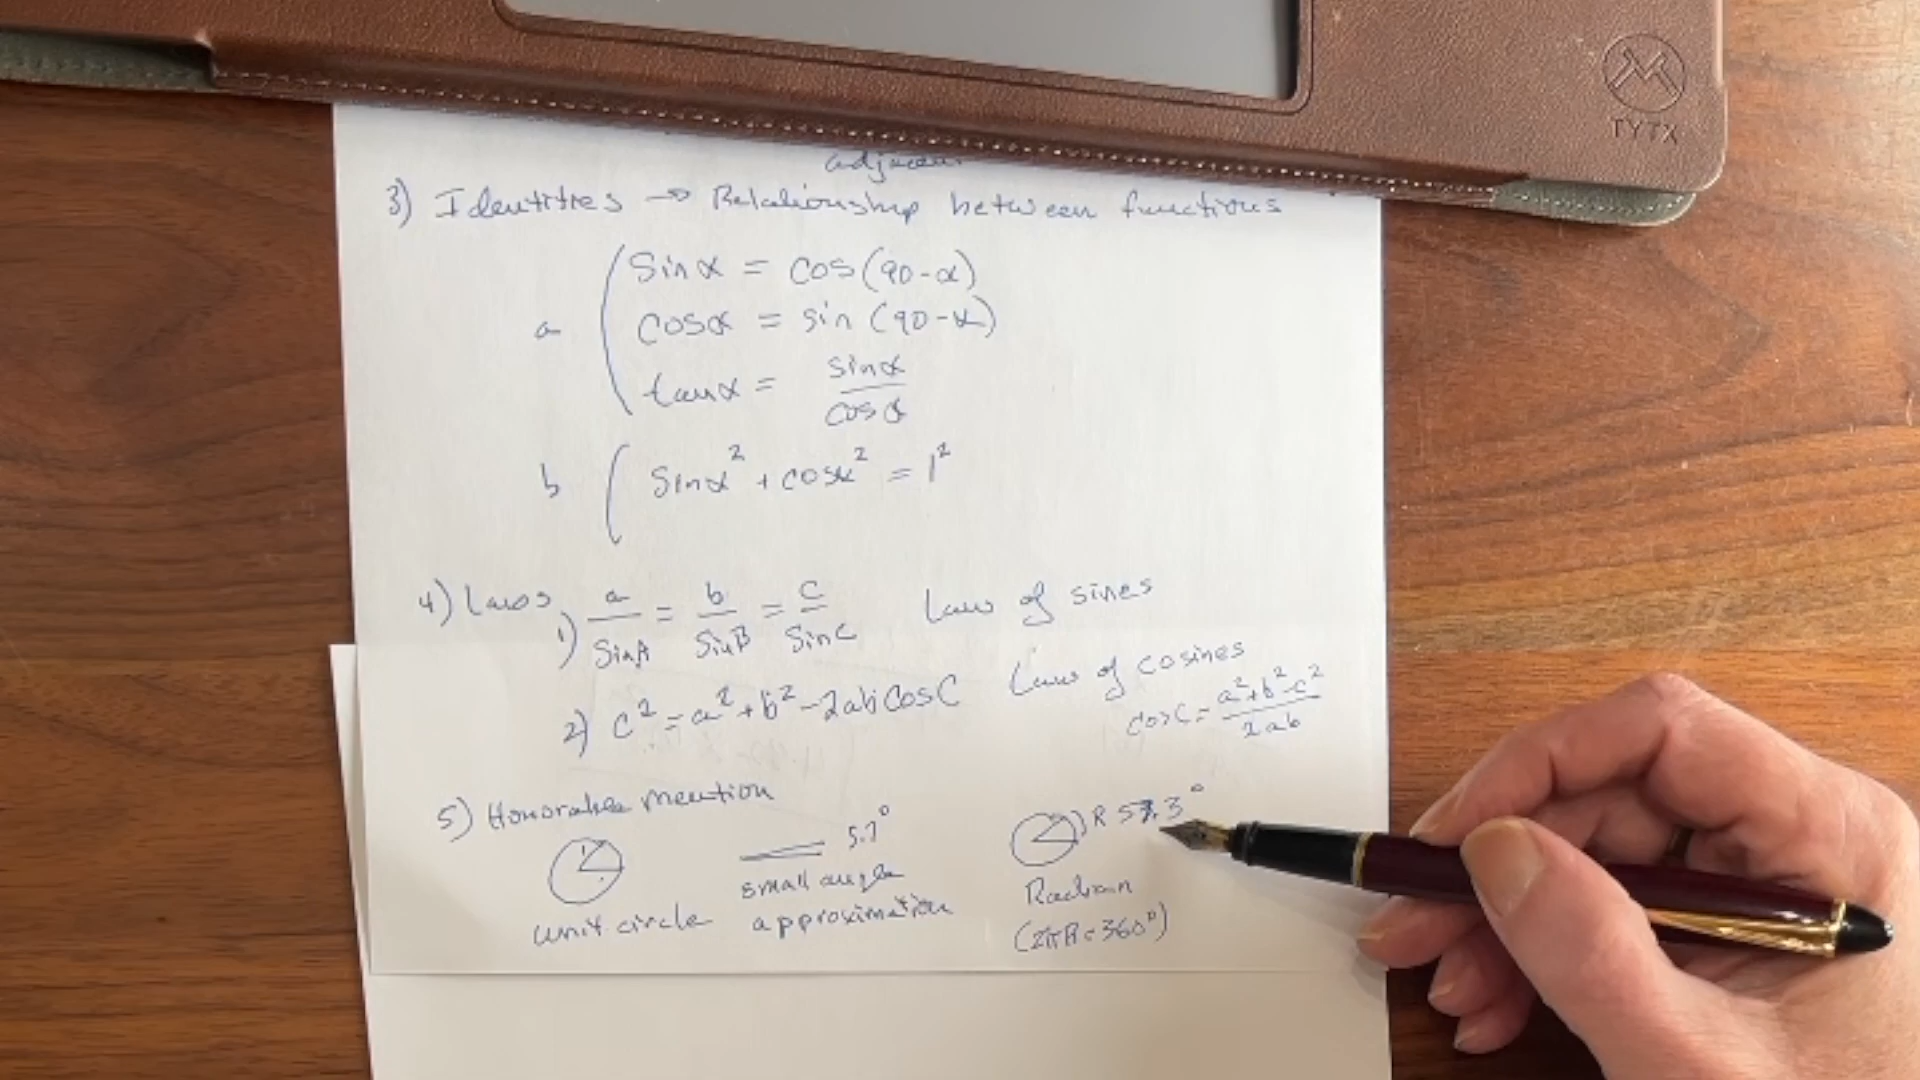 TYTX
adjacent
3) Identities → Relationship between functions
a
sin α = cos(90-α)
cos α = sin (90-α)
tan α = sin α / cos α
b
sin α² + cos α² = 1²
4) Laws
1) a/Sin A = b/Sin B = c/Sin C Law of sines
2) c² = a² + b² - 2ab Cos C Law of cosines
cos C = a² + b² - c² / 2ab
5) Honorable mention
5.7°
R 57.3°
unit circle
small angle
approximation
Radian
(2πR = 360°)